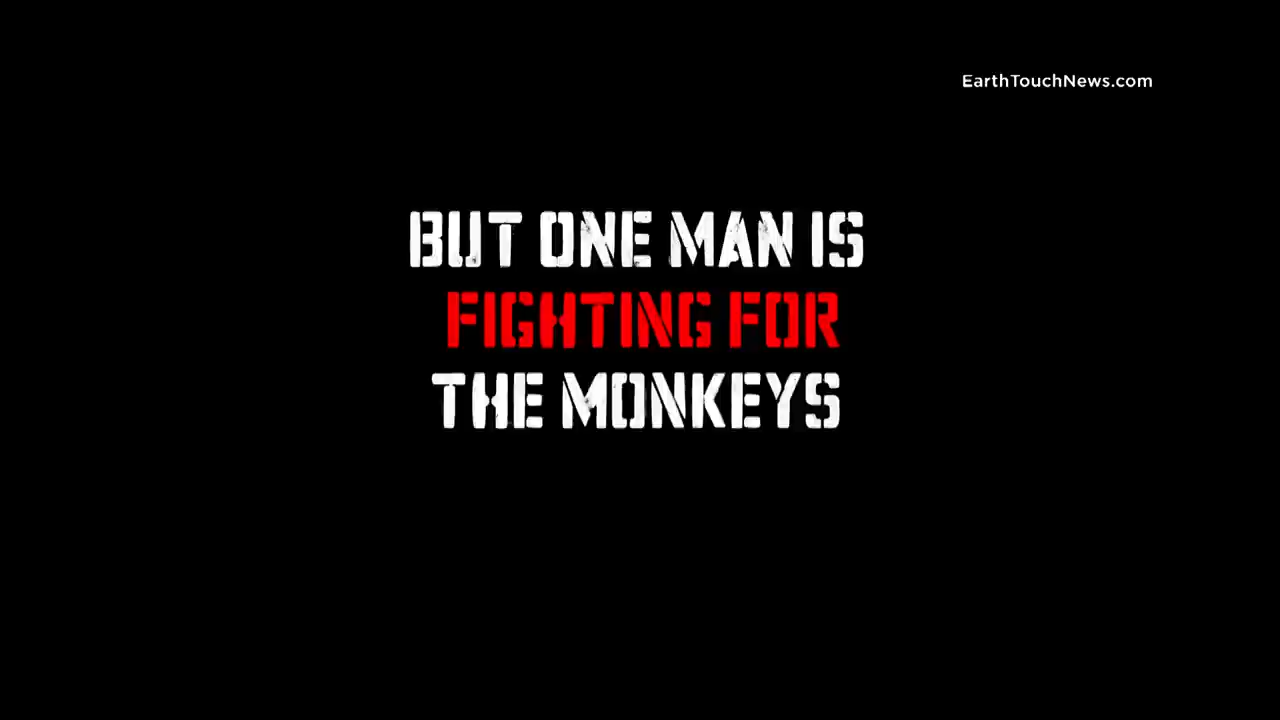 EarthTouchNews.com
BUT ONE MAN IS
FIGHTING FOR
THE MONKEYS